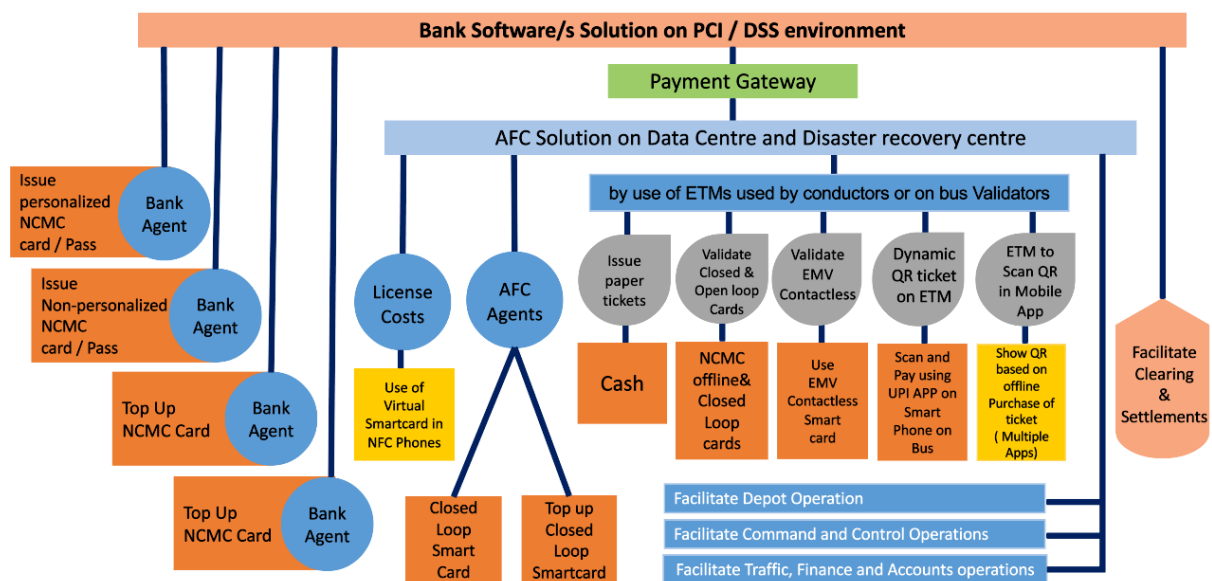 Bank Software/s Solution on PCI / DSS environment
Payment Gateway
AFC Solution on Data Centre and Disaster recovery centre
Issue
personalized
NCMC
card / Pass
Bank
Agent
Issue
Non-personalized
NCMC
card / Pass
Bank
Agent
Top Up
NCMC Card
Bank
Agent
Top Up
NCMC Card
Bank
Agent
License
Costs
Use of
Virtual
Smartcard in
NFC Phones
AFC
Agents
Closed
Loop
Smart
Card
Top up
Closed
Loop
Smartcard
by use of ETMs used by conductors or on bus Validators
Issue
paper
tickets
Cash
Validate
Closed &
Open loop
Cards
NCMC
offline&
Closed
Loop
cards
Validate
EMV
Contactless
Use
EMV
Contactless
Smart
card
Dynamic
QR ticket
on ETM
Scan and
Pay using
UPI APP on
Smart
Phone on
Bus
ETM to
Scan QR
in Mobile
App
Show QR
based on
offline
Purchase of
ticket
( Multiple
Apps)
Facilitate Depot Operation
Facilitate Command and Control Operations
Facilitate Traffic, Finance and Accounts operations
Facilitate
Clearing
&
Settlements